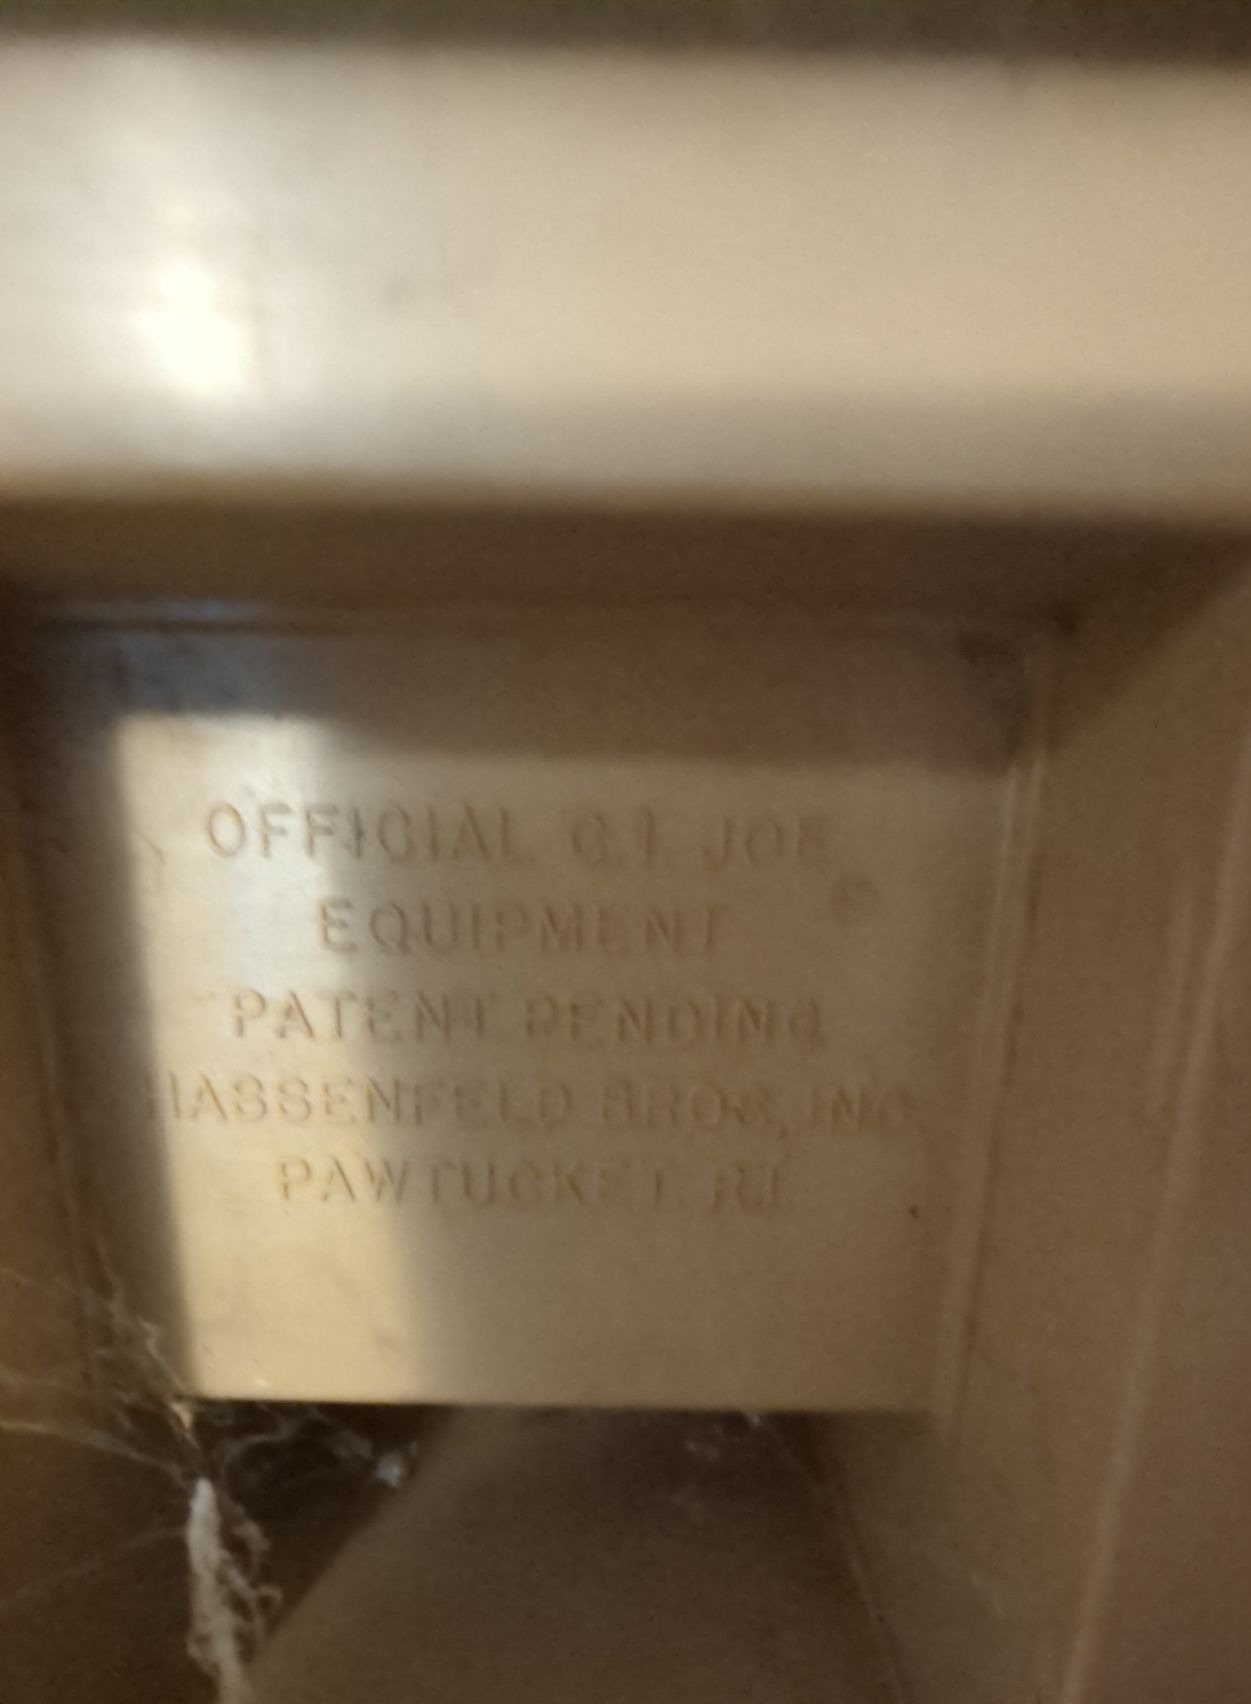 OFFICIAL G.I. JOE
®
EQUIPMENT
PATENT PENDING
HASSENFELD BROS., INC.
PAWTUCKET, R.I.